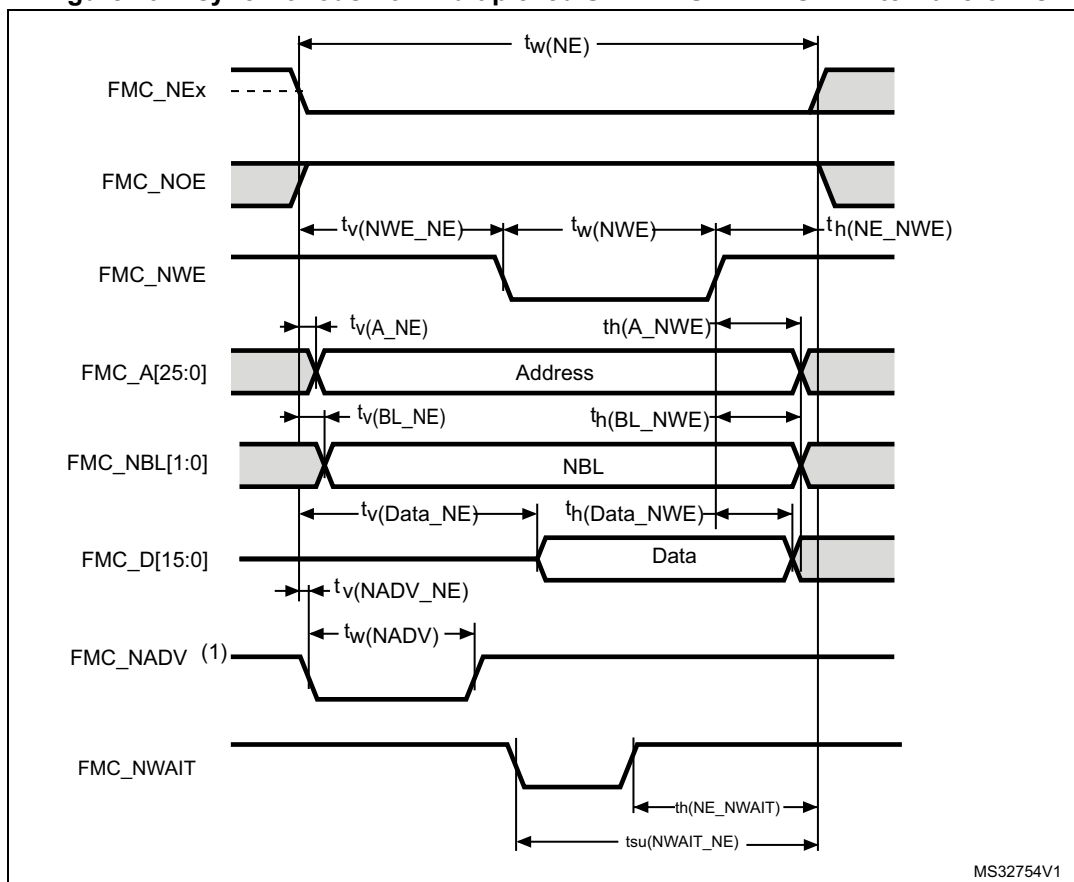 tw(NE)
FMC_NEx
FMC_NOE
tv(NWE_NE)
tw(NWE)
th(NE_NWE)
FMC_NWE
tv(A_NE)
th(A_NWE)
FMC_A[25:0]
Address
tv(BL_NE)
th(BL_NWE)
FMC_NBL[1:0]
NBL
tv(Data_NE)
th(Data_NWE)
FMC_D[15:0]
Data
tv(NADV_NE)
tw(NADV)
FMC_NADV (1)
FMC_NWAIT
th(NE_NWAIT)
tsu(NWAIT_NE)
MS32754V1